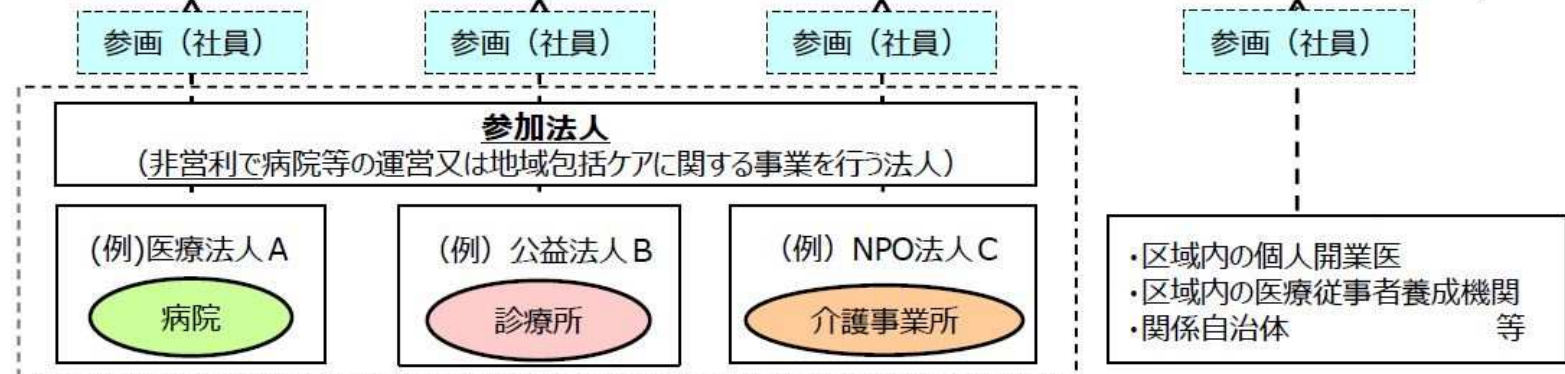 参画（社員）
参画（社員）
参画（社員）
参画（社員）
参加法人
（非営利で病院等の運営又は地域包括ケアに関する事業を行う法人）
(例)医療法人A
病院
（例）公益法人B
診療所
（例）NPO法人C
介護事業所
・区域内の個人開業医
・区域内の医療従事者養成機関
・関係自治体　　　　　　　等